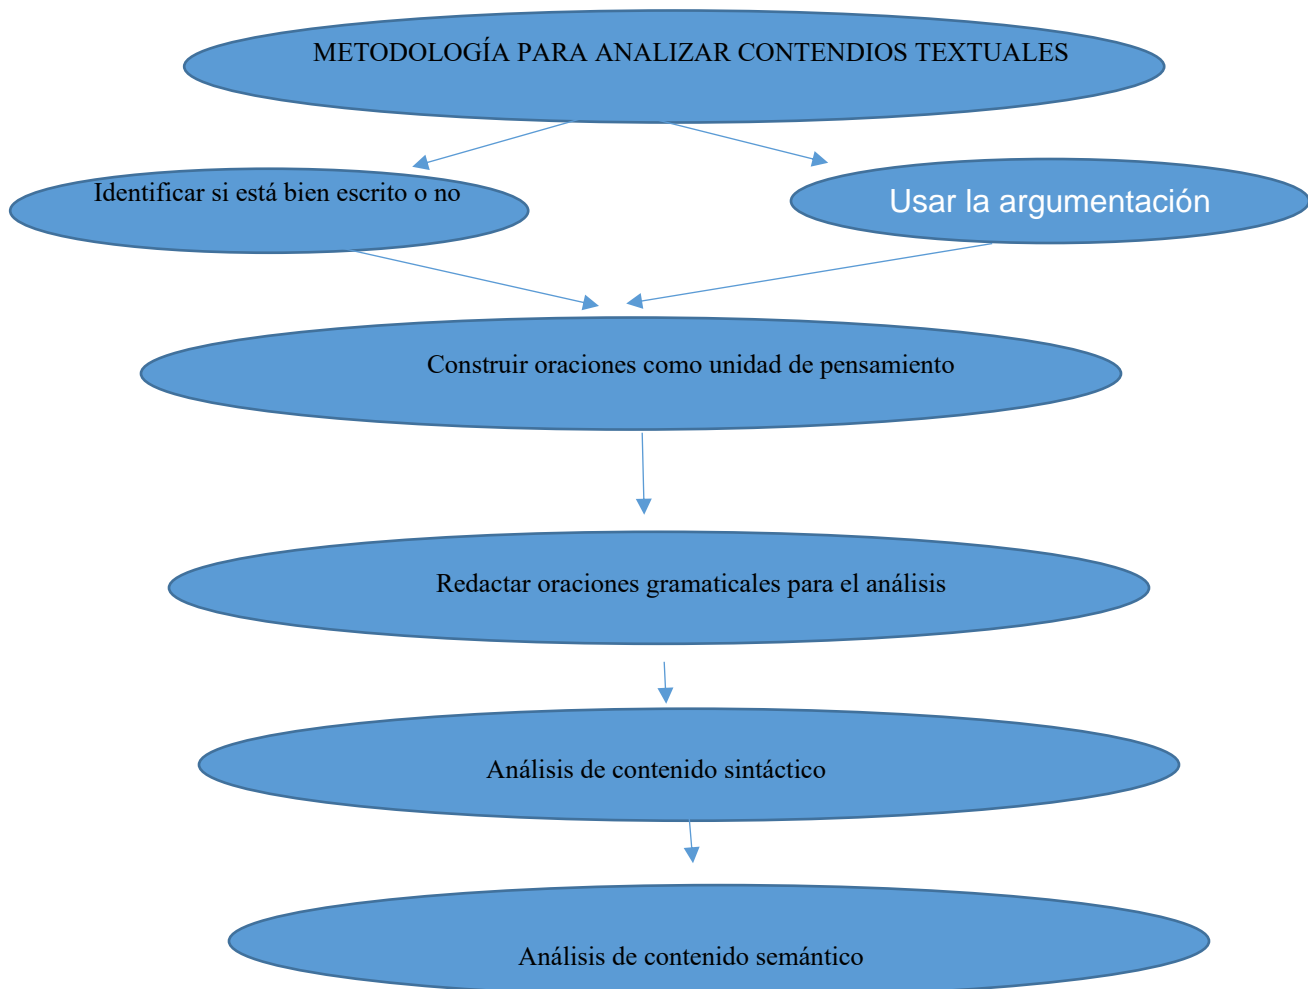 METODOLOGÍA PARA ANALIZAR CONTENDIOS TEXTUALES
Identificar si está bien escrito o no
Usar la argumentación
Construir oraciones como unidad de pensamiento
Redactar oraciones gramaticales para el análisis
Análisis de contenido sintáctico
Análisis de contenido semántico